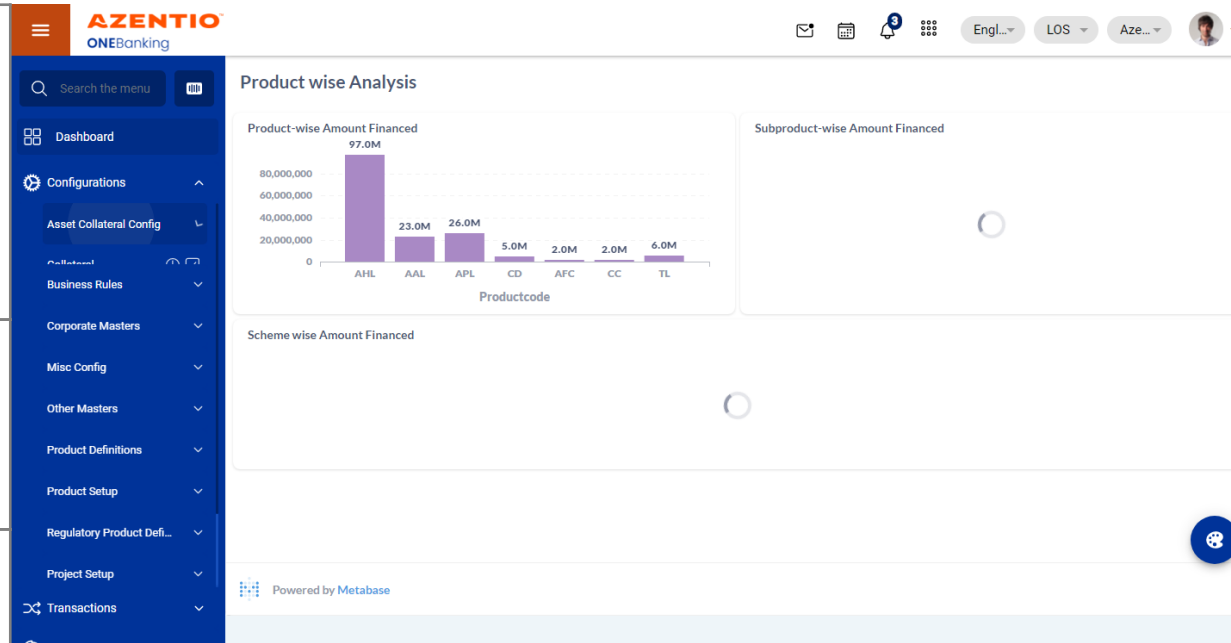 AZENTIO
ONEBanking
3
Engl...
LOS
Aze...
Search the menu
Dashboard
Configurations
Asset Collateral Config
Collateral
Business Rules
Corporate Masters
Misc Config
Other Masters
Product Definitions
Product Setup
Regulatory Product Defi...
Project Setup
Transactions
Product wise Analysis
Product-wise Amount Financed
97.0M
80,000,000
60,000,000
40,000,000
20,000,000
0
23.0M
26.0M
5.0M
2.0M
2.0M
6.0M
AHL AAL APL CD AFC CC TL
Productcode
Subproduct-wise Amount Financed
Scheme wise Amount Financed
Powered by Metabase